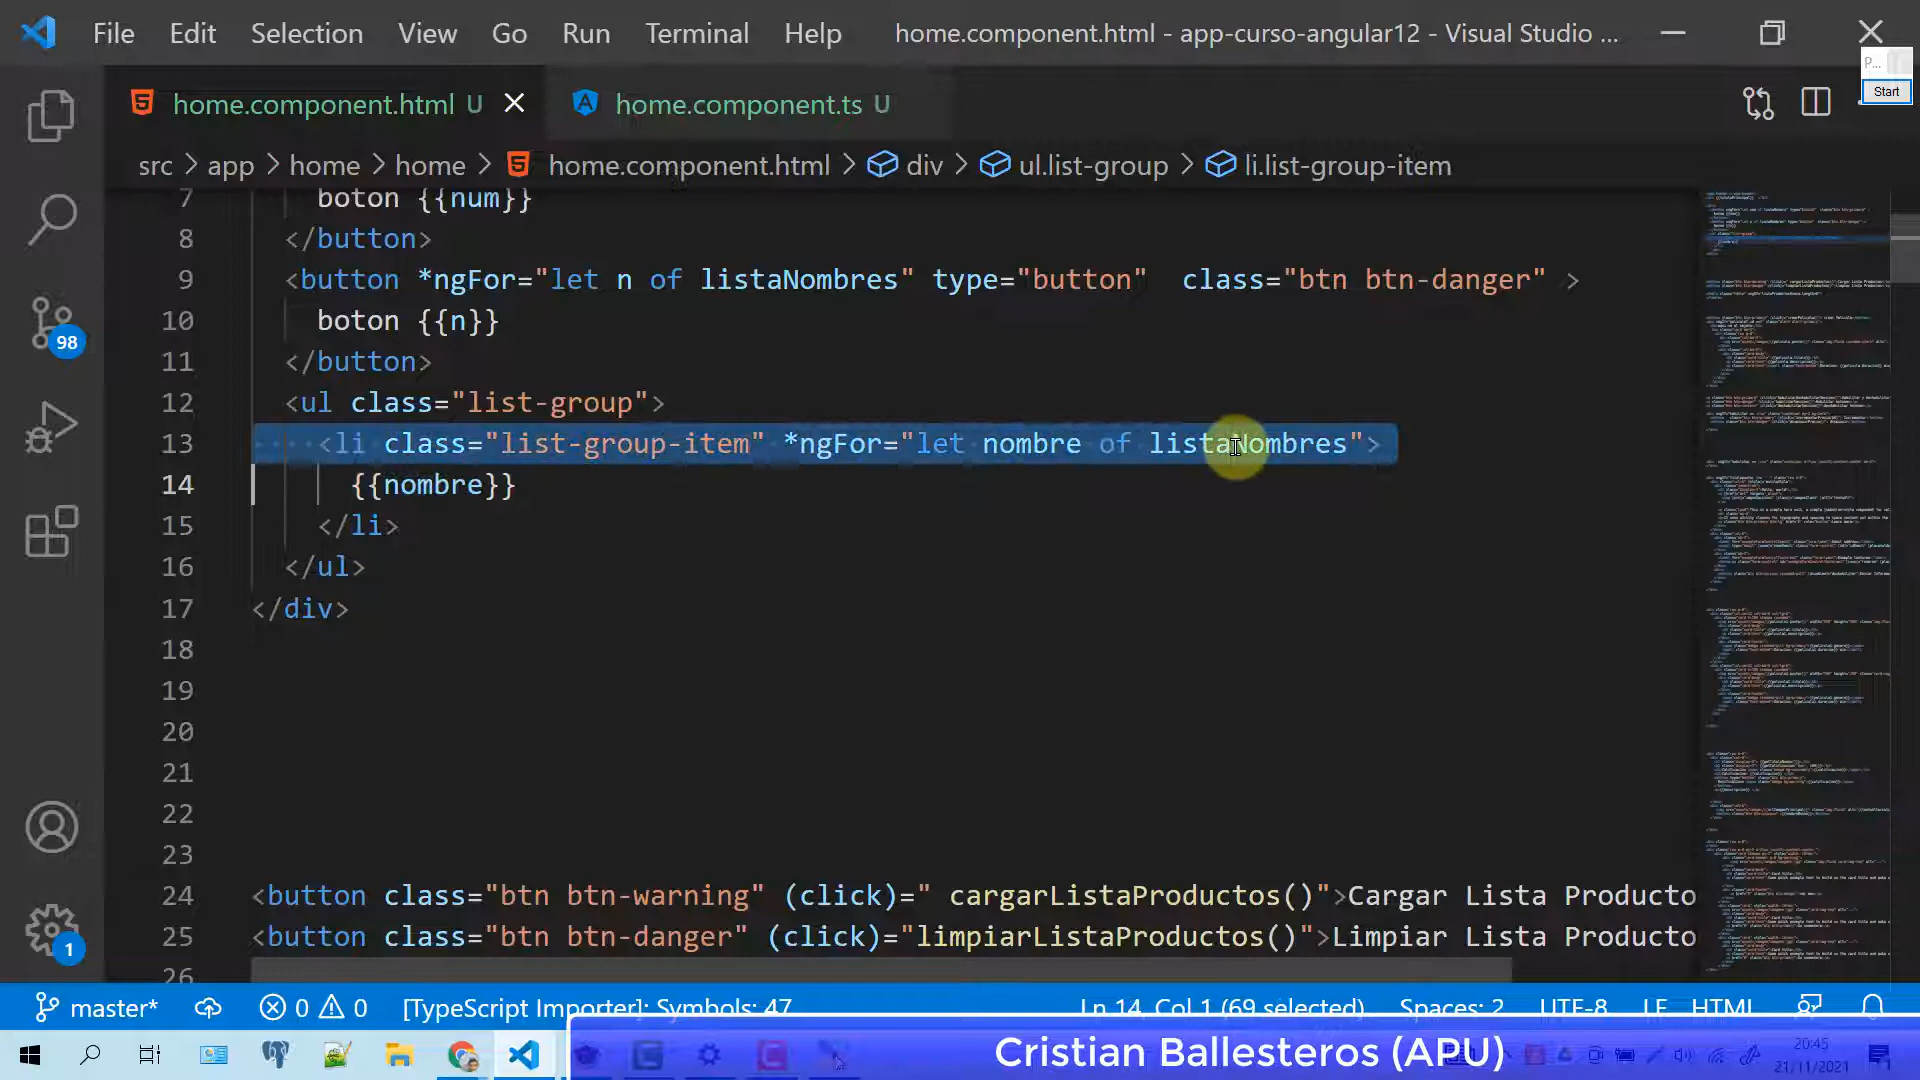 File Edit Selection View Go Run Terminal Help home.component.html - app-curso-angular12 - Visual Studio ...
P...
Start
home.component.html U home.component.ts U
src > app > home > home > home.component.html > div > ul.list-group > li.list-group-item
7 boton {{num}}
8 </button>
9 <button *ngFor="let n of listaNombres" type="button"  class="btn btn-danger" >
10 boton {{n}}
11 </button>
12 <ul class="list-group">
13 <li class="list-group-item" *ngFor="let nombre of listaNombres">
14 {{nombre}}
15 </li>
16 </ul>
17 </div>
18
19
20
21
22
23
24 <button class="btn btn-warning" (click)=" cargarListaProductos()">Cargar Lista Producto
25 <button class="btn btn-danger" (click)="limpiarListaProductos()">Limpiar Lista Producto
26
98
1
master* 0 0 [TypeScript Importer]: Symbols: 47 Ln 14, Col 1 (69 selected) Spaces: 2 UTF-8 LF HTML
Cristian Ballesteros (APU)
20:45
21/11/2021